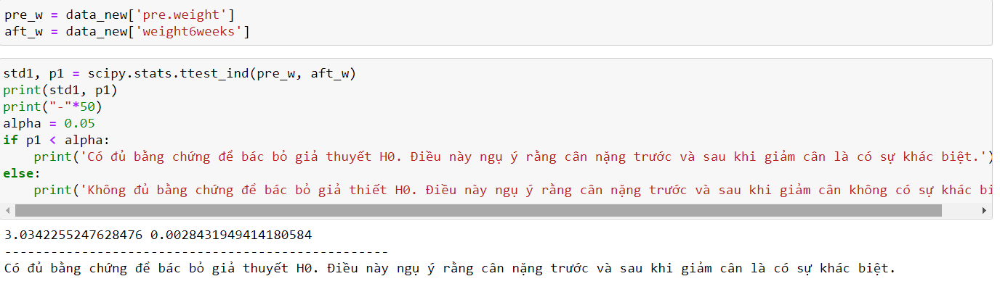 pre_w = data_new['pre.weight']
aft_w = data_new['weight6weeks']
std1, p1 = scipy.stats.ttest_ind(pre_w, aft_w)
print(std1, p1)
print("-"*50)
alpha = 0.05
if p1 < alpha:
    print('Có đủ bằng chứng để bác bỏ giả thuyết H0. Điều này ngụ ý rằng cân nặng trước và sau khi giảm cân là có sự khác biệt.')
else:
    print('Không đủ bằng chứng để bác bỏ giả thiết H0. Điều này ngụ ý rằng cân nặng trước và sau khi giảm cân không có sự khác bi
3.0342255247628476 0.0028431949414180584
--------------------------------------------------
Có đủ bằng chứng để bác bỏ giả thuyết H0. Điều này ngụ ý rằng cân nặng trước và sau khi giảm cân là có sự khác biệt.